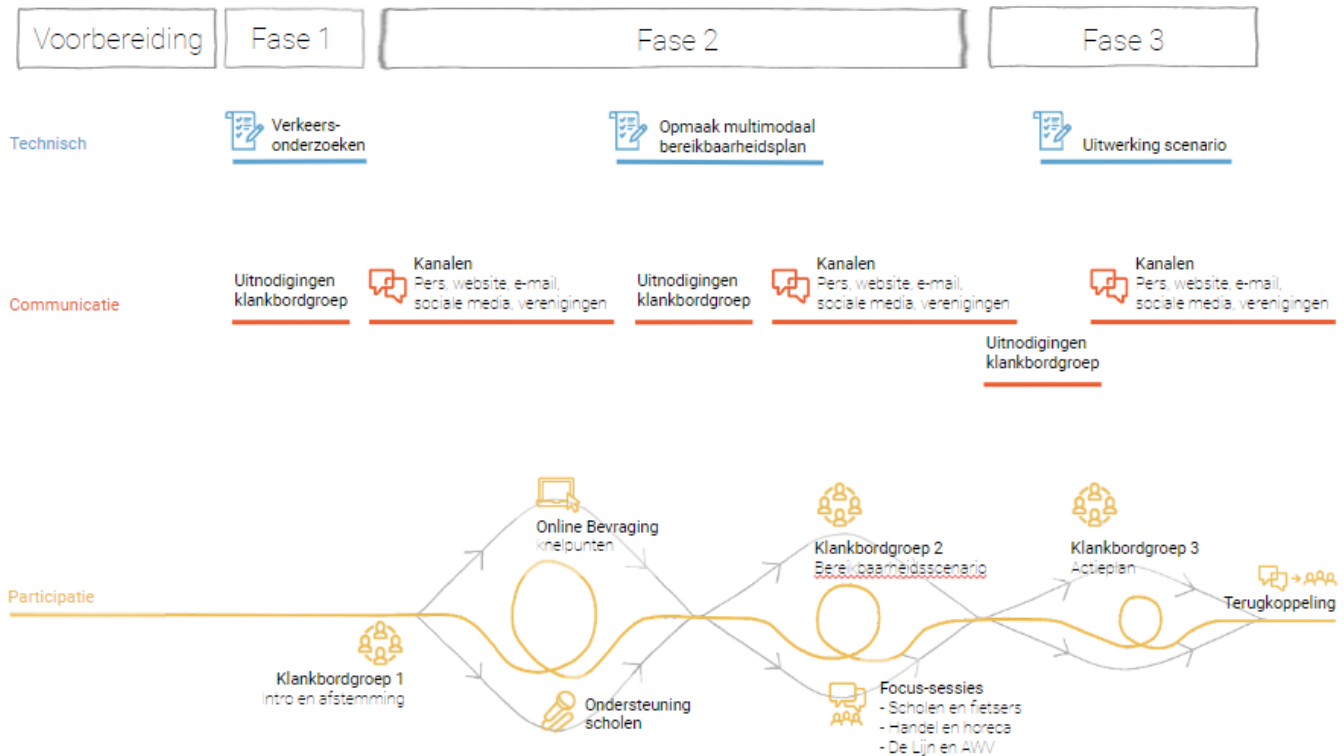 Voorbereiding
Fase 1
Fase 2
Fase 3
Technisch
Verkeers-
onderzoeken
Opmaak multimodaal
bereikbaarheidsplan
Uitwerking scenario
Communicatie
Uitnodigingen
klankbordgroep
Kanalen
Pers, website, e-mail,
sociale media, verenigingen
Uitnodigingen
klankbordgroep
Kanalen
Pers, website, e-mail,
sociale media, verenigingen
Kanalen
Pers, website, e-mail,
sociale media, verenigingen
Uitnodigingen
klankbordgroep
Participatie
Klankbordgroep 1
Intro en afstemming
Online Bevraging
knelpunten
Ondersteuning
scholen
Klankbordgroep 2
Bereikbaarheidsscenario
Focus-sessies
- Scholen en fietsers
- Handel en horeca
- De Lijn en AWV
Klankbordgroep 3
Actieplan
Terugkoppeling